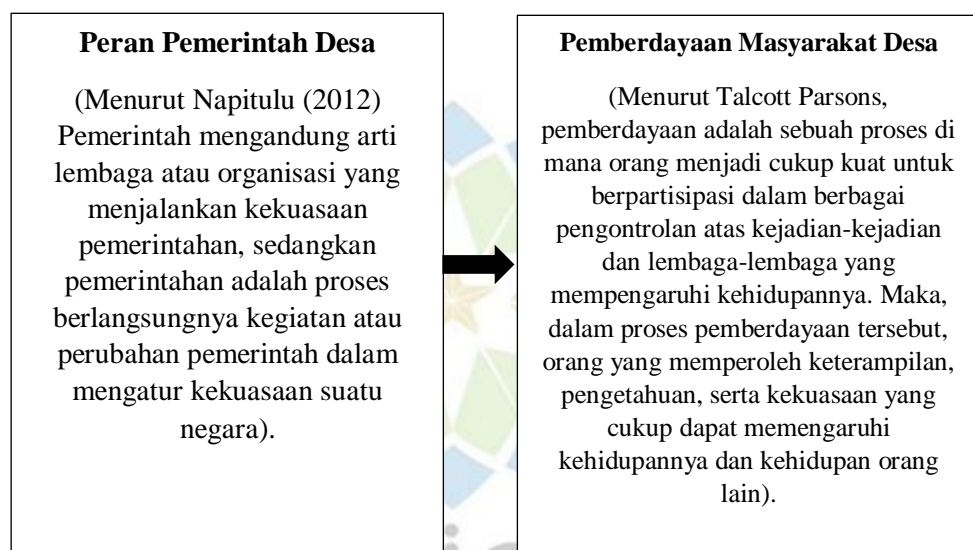 Peran Pemerintah Desa
(Menurut Napitulu (2012)
Pemerintah mengandung arti
lembaga atau organisasi yang
menjalankan kekuasaan
pemerintahan, sedangkan
pemerintahan adalah proses
berlangsungnya kegiatan atau
perubahan pemerintah dalam
mengatur kekuasaan suatu
negara).
Pemberdayaan Masyarakat Desa
(Menurut Talcott Parsons,
pemberdayaan adalah sebuah proses di
mana orang menjadi cukup kuat untuk
berpartisipasi dalam berbagai
pengontrolan atas kejadian-kejadian
dan lembaga-lembaga yang
mempengaruhi kehidupannya. Maka,
dalam proses pemberdayaan tersebut,
orang yang memperoleh keterampilan,
pengetahuan, serta kekuasaan yang
cukup dapat memengaruhi
kehidupannya dan kehidupan orang
lain).